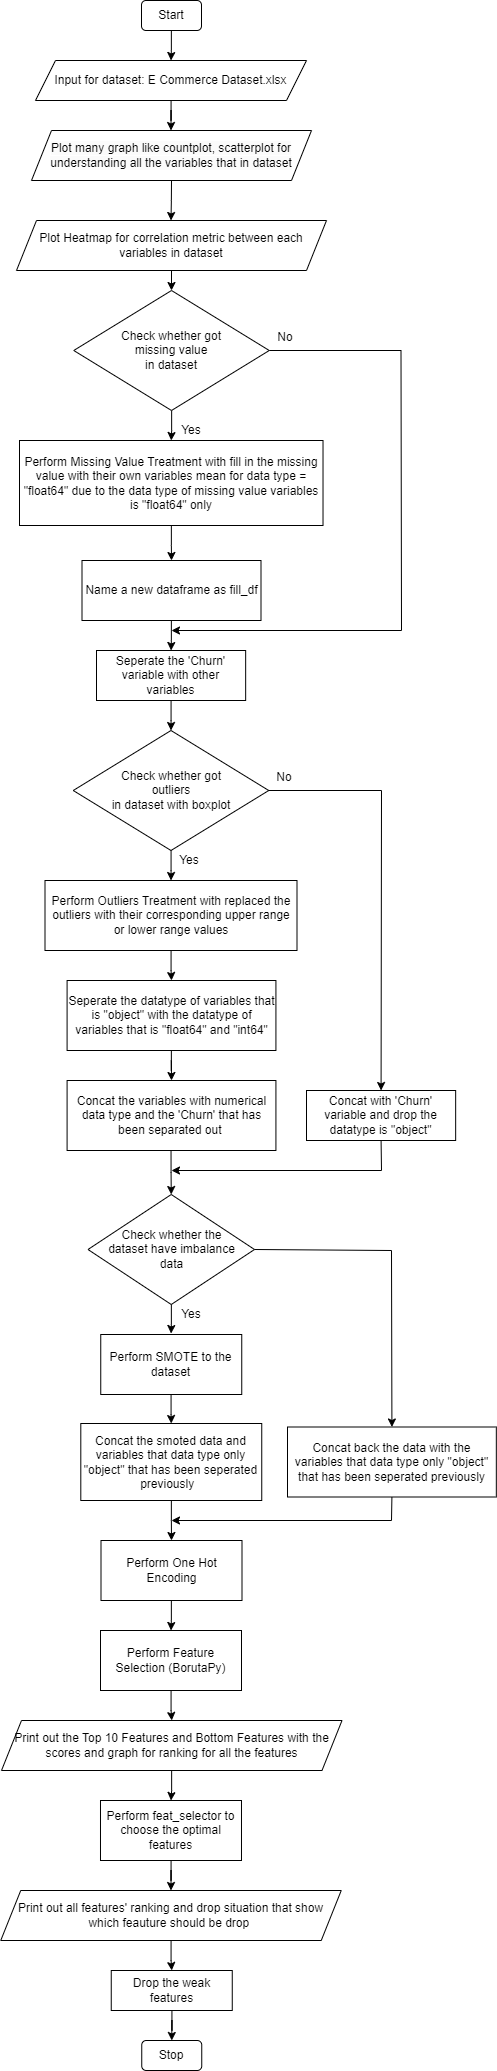 Start
Input for dataset: E Commerce Dataset.xlsx
Plot many graph like countplot, scatterplot for
understanding all the variables that in dataset
Plot Heatmap for correlation metric between each
variables in dataset
Check whether got
missing value
in dataset
No
Yes
Perform Missing Value Treatment with fill in the missing
value with their own variables mean for data type =
"float64" due to the data type of missing value variables
is "float64" only
Name a new dataframe as fill_df
Seperate the 'Churn'
variable with other
variables
Check whether got
outliers
in dataset with boxplot
No
Yes
Perform Outliers Treatment with replaced the
outliers with their corresponding upper range
or lower range values
Seperate the datatype of variables that
is "object" with the datatype of
variables that is "float64" and "int64"
Concat the variables with numerical
data type and the 'Churn' that has
been separated out
Concat with 'Churn'
variable and drop the
datatype is "object"
Check whether the
dataset have imbalance
data
Yes
Perform SMOTE to the
dataset
Concat the smoted data and
variables that data type only
"object" that has been seperated
previously
Concat back the data with the
variables that data type only "object"
that has been seperated previously
Perform One Hot
Encoding
Perform Feature
Selection (BorutaPy)
Print out the Top 10 Features and Bottom Features with the
scores and graph for ranking for all the features
Perform feat_selector to
choose the optimal
features
Print out all features' ranking and drop situation that show
which feauture should be drop
Drop the weak
features
Stop